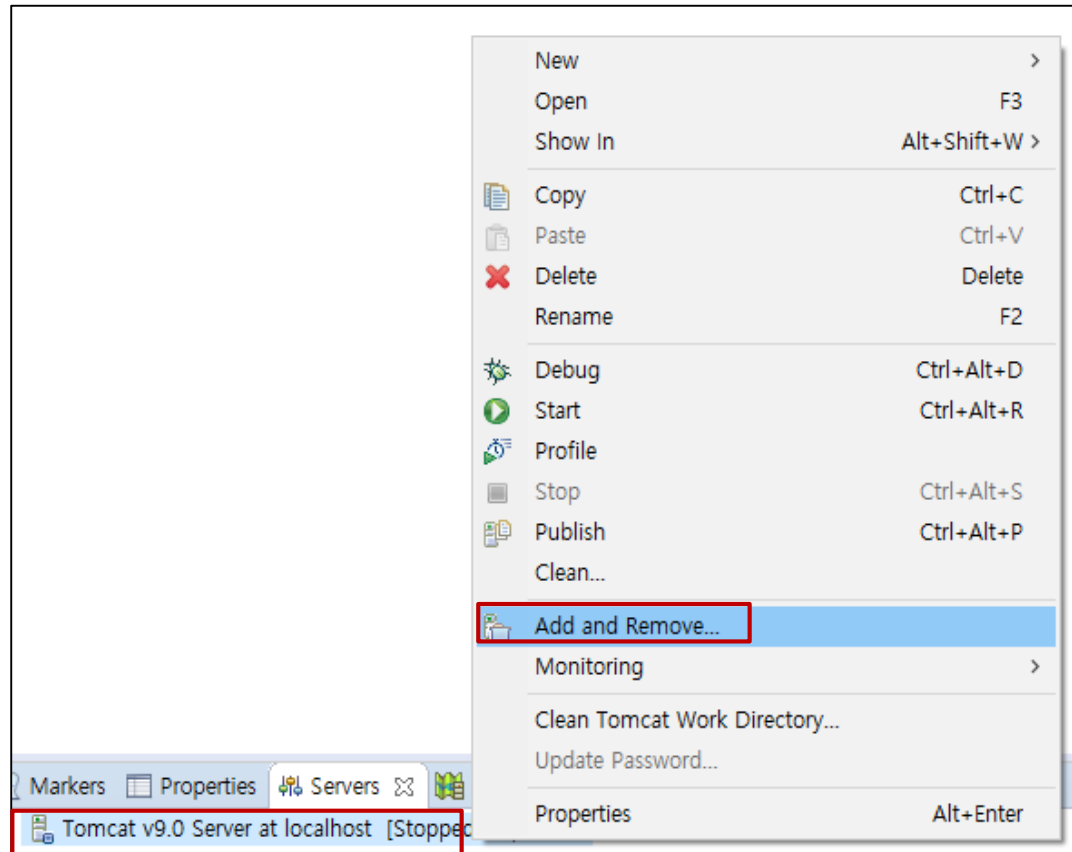 New >
Open F3
Show In Alt+Shift+W >
Copy Ctrl+C
Paste Ctrl+V
Delete Delete
Rename F2
Debug Ctrl+Alt+D
Start Ctrl+Alt+R
Profile
Stop Ctrl+Alt+S
Publish Ctrl+Alt+P
Clean...
Add and Remove...
Monitoring >
Clean Tomcat Work Directory...
Update Password...
Properties Alt+Enter
Markers Properties Servers
Tomcat v9.0 Server at localhost [Stopped